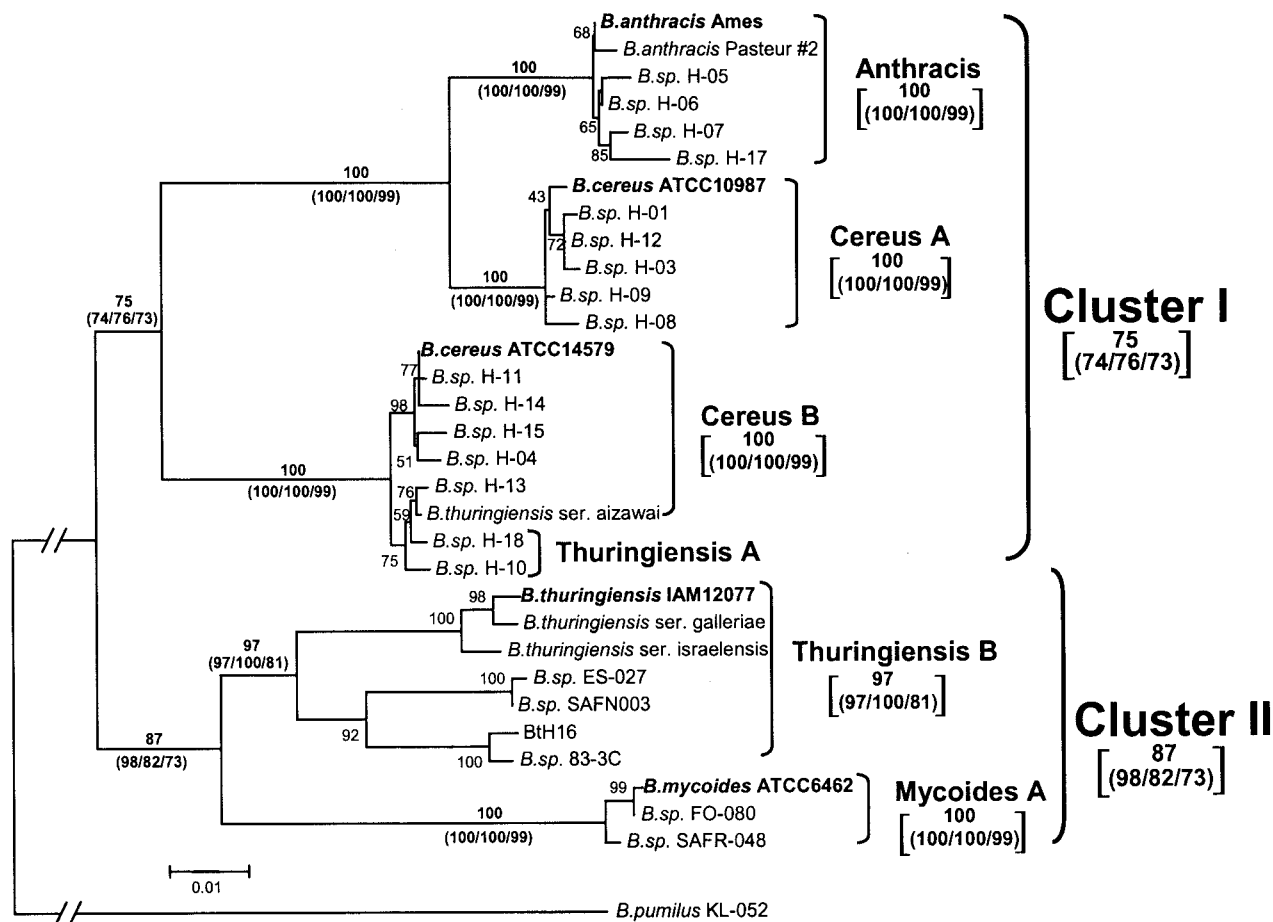 B.anthracis Ames
68
B.anthracis Pasteur #2
100
(100/100/99)
B.sp. H-05
B.sp. H-06
65
B.sp. H-07
85
B.sp. H-17
Anthracis
100
(100/100/99)
100
(100/100/99)
B.cereus ATCC10987
43
B.sp. H-01
72
B.sp. H-12
B.sp. H-03
100
(100/100/99)
B.sp. H-09
B.sp. H-08
Cereus A
100
(100/100/99)
75
(74/76/73)
Cluster I
75
(74/76/73)
B.cereus ATCC14579
77
B.sp. H-11
98
B.sp. H-14
B.sp. H-15
51
B.sp. H-04
100
(100/100/99)
76
B.sp. H-13
59
B.thuringiensis ser. aizawai
Cereus B
100
(100/100/99)
B.sp. H-18
75
B.sp. H-10
Thuringiensis A
98
B.thuringiensis IAM12077
100
B.thuringiensis ser. galleriae
B.thuringiensis ser. israelensis
97
(97/100/81)
100
B.sp. ES-027
B.sp. SAFN003
92
BtH16
100
B.sp. 83-3C
Thuringiensis B
97
(97/100/81)
87
(98/82/73)
Cluster II
87
(98/82/73)
99
B.mycoides ATCC6462
B.sp. FO-080
100
(100/100/99)
B.sp. SAFR-048
Mycoides A
100
(100/100/99)
0.01
B.pumilus KL-052